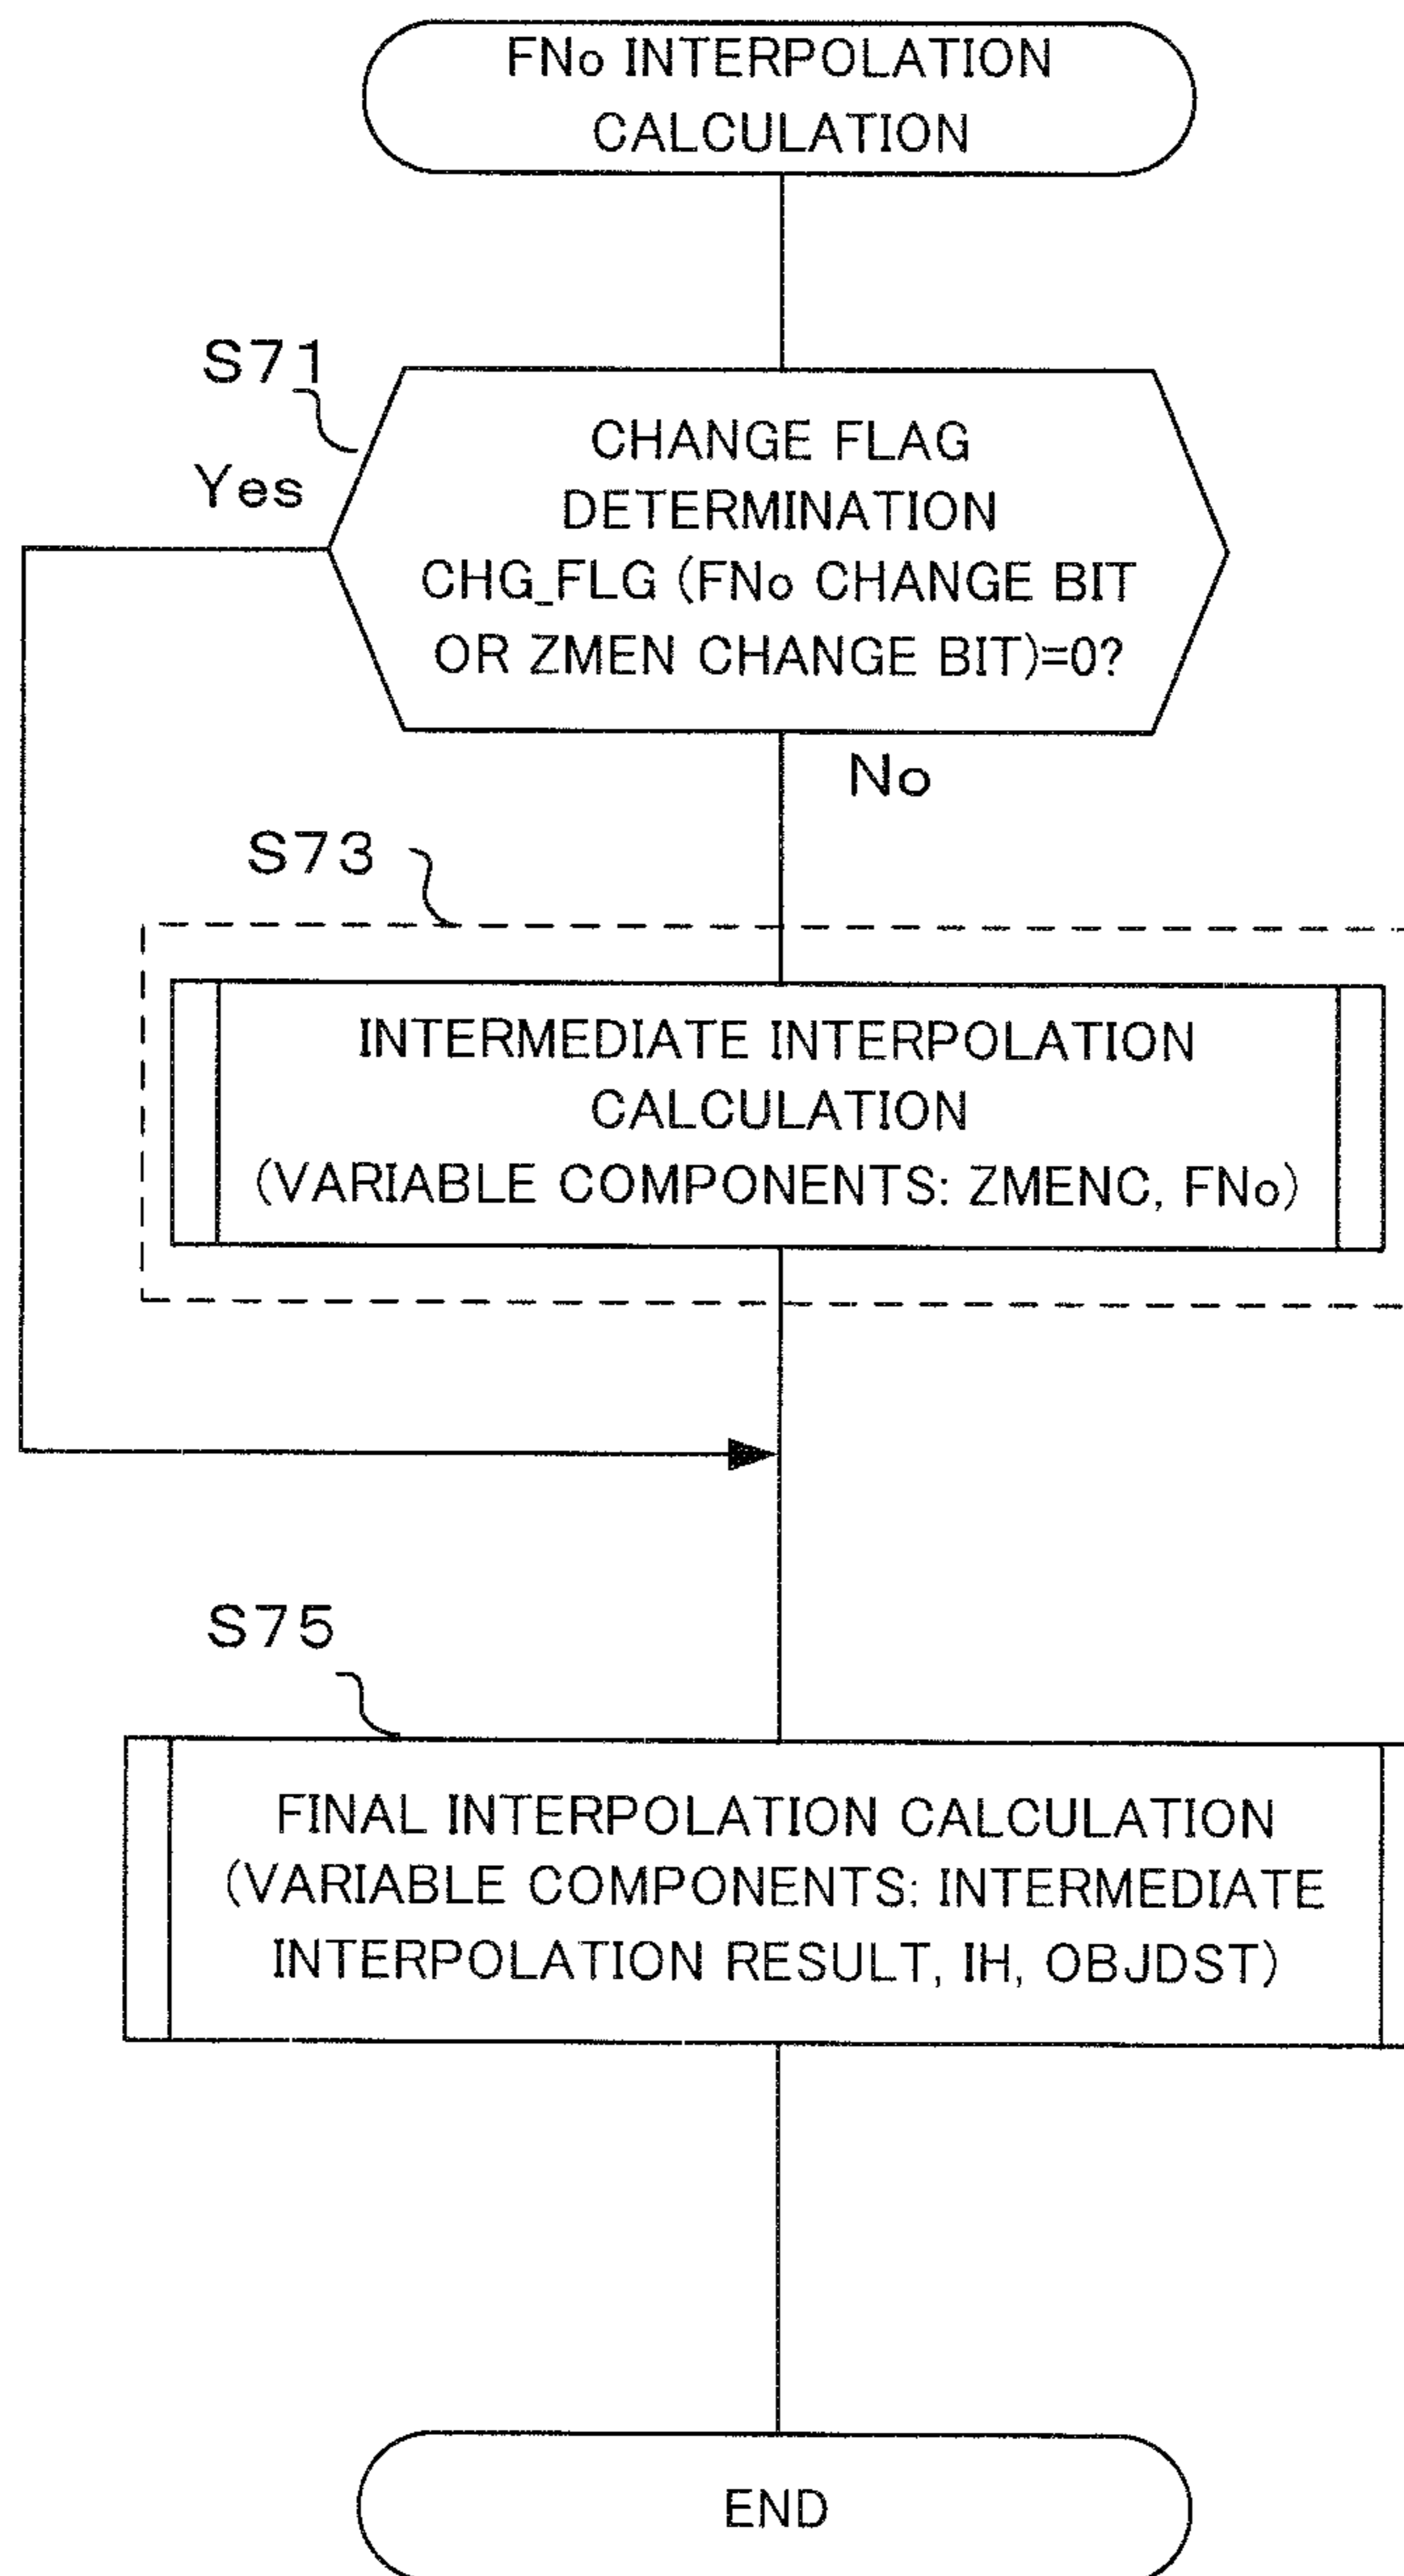 FNo INTERPOLATION
CALCULATION
S71
Yes
CHANGE FLAG
DETERMINATION
CHG_FLG (FNo CHANGE BIT
OR ZMEN CHANGE BIT)=0?
No
S73
INTERMEDIATE INTERPOLATION
CALCULATION
(VARIABLE COMPONENTS: ZMENC, FNo)
S75
FINAL INTERPOLATION CALCULATION
(VARIABLE COMPONENTS: INTERMEDIATE
INTERPOLATION RESULT, IH, OBJDST)
END